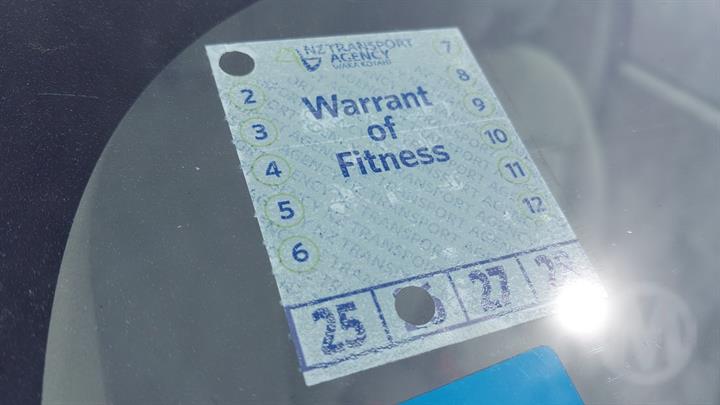 NZ TRANSPORT
AGENCY
WAKA KOTAHI
Warrant
of
Fitness
2
3
4
5
6
7
8
9
10
11
12
25
27
M